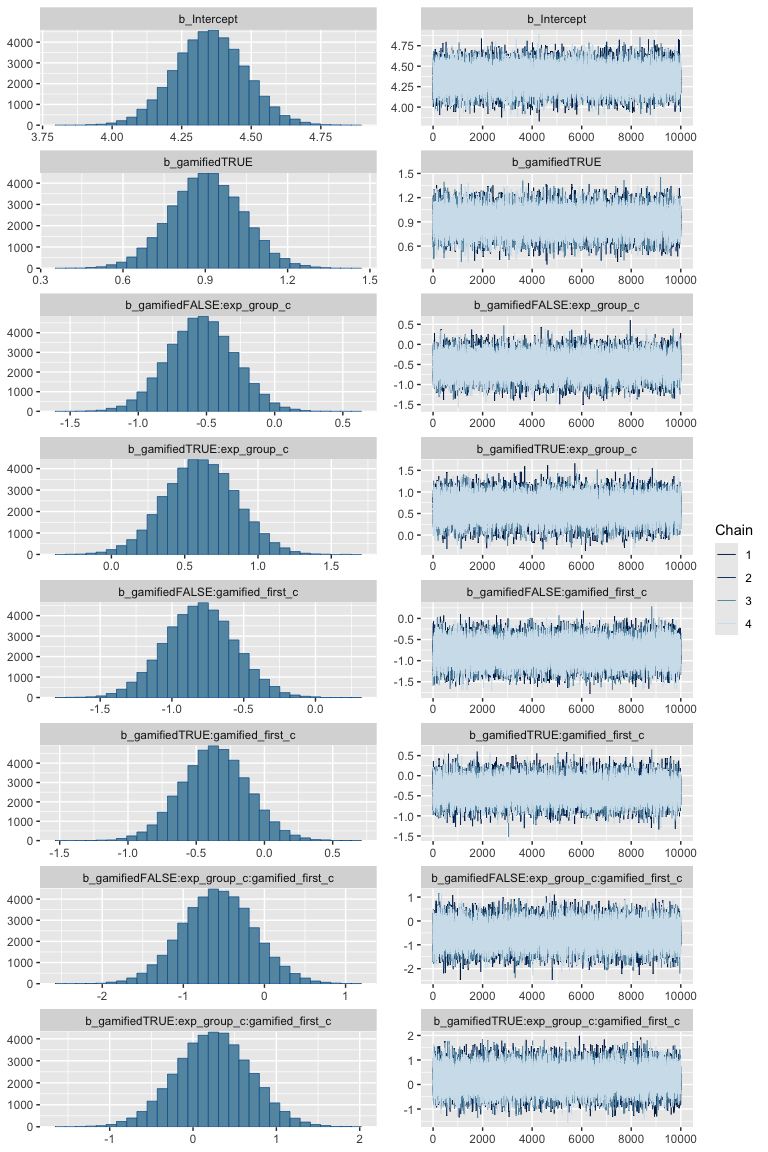 b_Intercept
b_Intercept
4000
3000
2000
1000
0
3.75 4.00 4.25 4.50 4.75
4.75
4.50
4.25
4.00
0 2000 4000 6000 8000 10000
b_gamifiedTRUE
b_gamifiedTRUE
4000
3000
2000
1000
0
0.3 0.6 0.9 1.2 1.5
1.5
1.2
0.9
0.6
0 2000 4000 6000 8000 10000
b_gamifiedFALSE:exp_group_c
b_gamifiedFALSE:exp_group_c
4000
3000
2000
1000
0
-1.5 -1.0 -0.5 0.0 0.5
0.5
0.0
-0.5
-1.0
-1.5
0 2000 4000 6000 8000 10000
b_gamifiedTRUE:exp_group_c
b_gamifiedTRUE:exp_group_c
4000
3000
2000
1000
0
0.0 0.5 1.0 1.5
1.5
1.0
0.5
0.0
0 2000 4000 6000 8000 10000
b_gamifiedFALSE:gamified_first_c
b_gamifiedFALSE:gamified_first_c
4000
3000
2000
1000
0
-1.5 -1.0 -0.5 0.0
0.0
-0.5
-1.0
-1.5
0 2000 4000 6000 8000 10000
b_gamifiedTRUE:gamified_first_c
b_gamifiedTRUE:gamified_first_c
4000
3000
2000
1000
0
-1.5 -1.0 -0.5 0.0 0.5
0.5
0.0
-0.5
-1.0
-1.5
0 2000 4000 6000 8000 10000
b_gamifiedFALSE:exp_group_c:gamified_first_c
b_gamifiedFALSE:exp_group_c:gamified_first_c
4000
3000
2000
1000
0
-2 -1 0 1
1
0
-1
-2
0 2000 4000 6000 8000 10000
b_gamifiedTRUE:exp_group_c:gamified_first_c
b_gamifiedTRUE:exp_group_c:gamified_first_c
4000
3000
2000
1000
0
-1 0 1 2
2
1
0
-1
0 2000 4000 6000 8000 10000
Chain
1
2
3
4